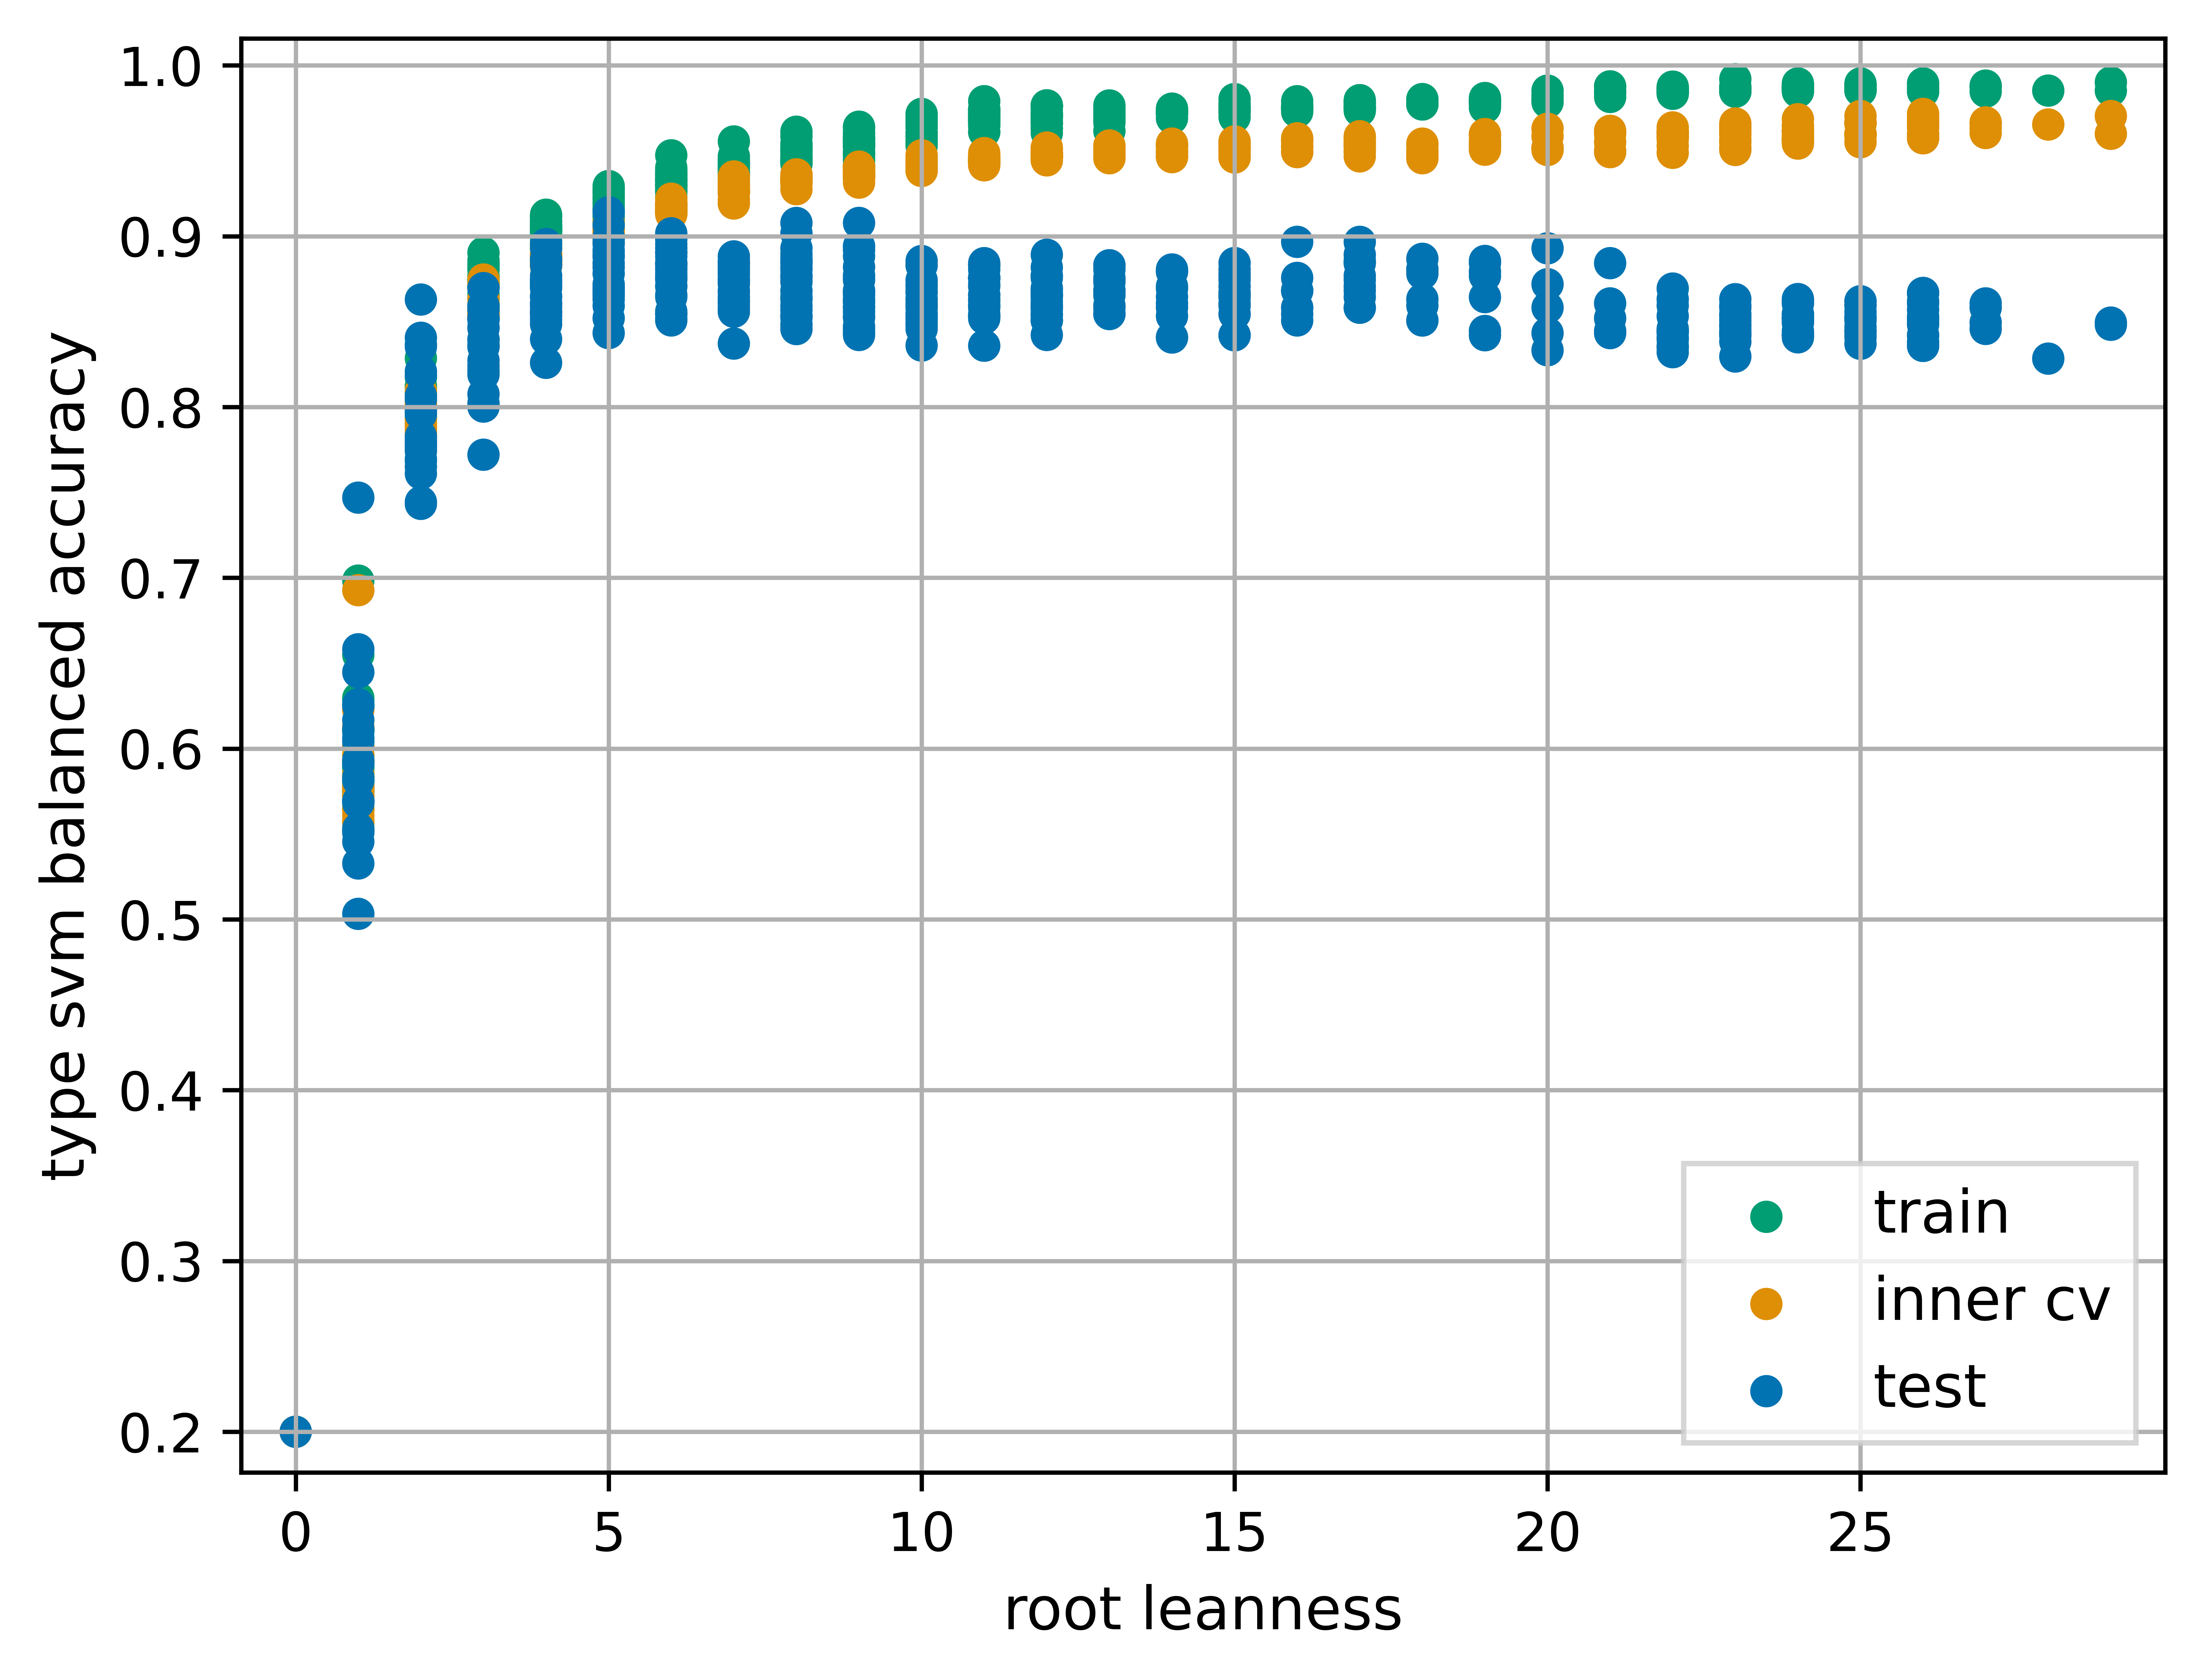 type svm balanced accuracy
1.0
0.9
0.8
0.7
0.6
0.5
0.4
0.3
0.2
train
inner cv
test
0 5 10 15 20 25
root leanness